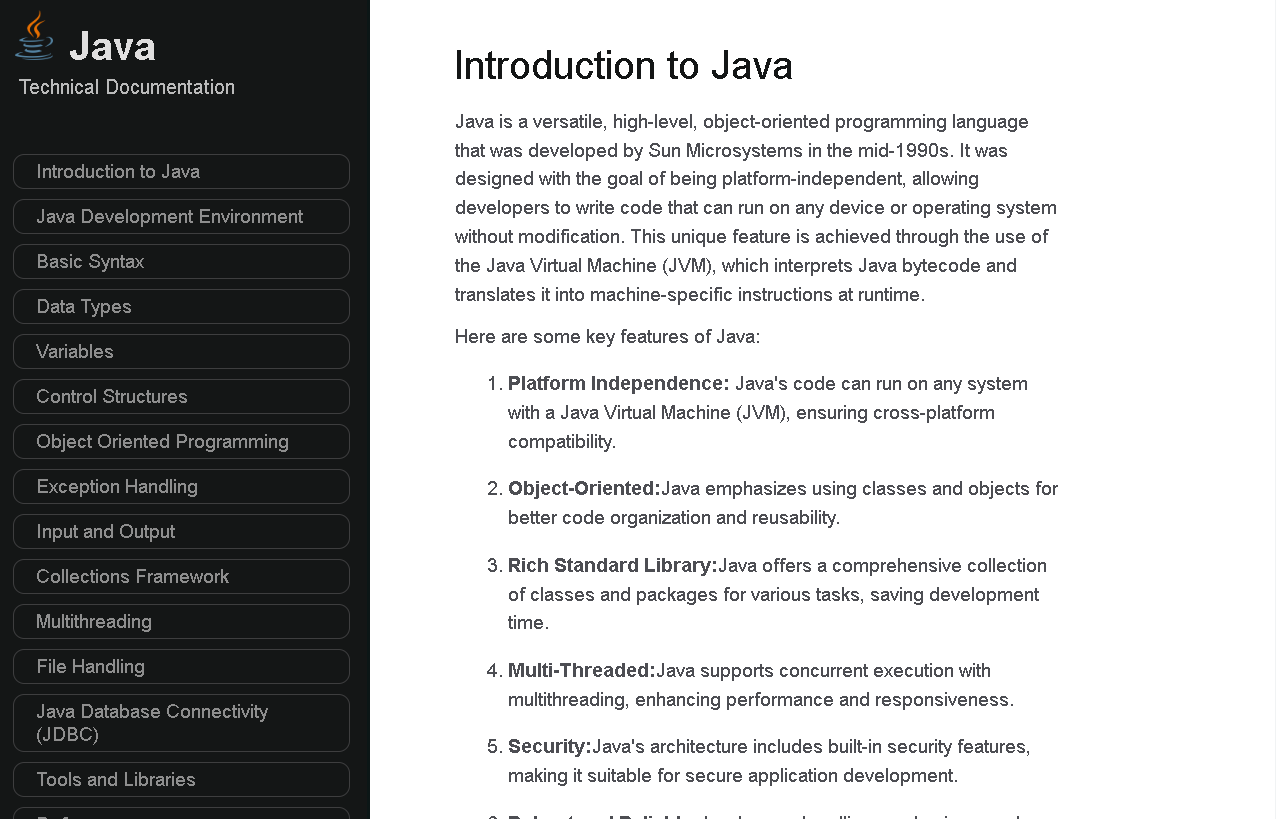 Java
Technical Documentation
Introduction to Java
Java Development Environment
Basic Syntax
Data Types
Variables
Control Structures
Object Oriented Programming
Exception Handling
Input and Output
Collections Framework
Multithreading
File Handling
Java Database Connectivity
(JDBC)
Tools and Libraries
Introduction to Java
Java is a versatile, high-level, object-oriented programming language
that was developed by Sun Microsystems in the mid-1990s. It was
designed with the goal of being platform-independent, allowing
developers to write code that can run on any device or operating system
without modification. This unique feature is achieved through the use of
the Java Virtual Machine (JVM), which interprets Java bytecode and
translates it into machine-specific instructions at runtime.
Here are some key features of Java:
1. Platform Independence: Java's code can run on any system
with a Java Virtual Machine (JVM), ensuring cross-platform
compatibility.
2. Object-Oriented:Java emphasizes using classes and objects for
better code organization and reusability.
3. Rich Standard Library:Java offers a comprehensive collection
of classes and packages for various tasks, saving development
time.
4. Multi-Threaded:Java supports concurrent execution with
multithreading, enhancing performance and responsiveness.
5. Security:Java's architecture includes built-in security features,
making it suitable for secure application development.